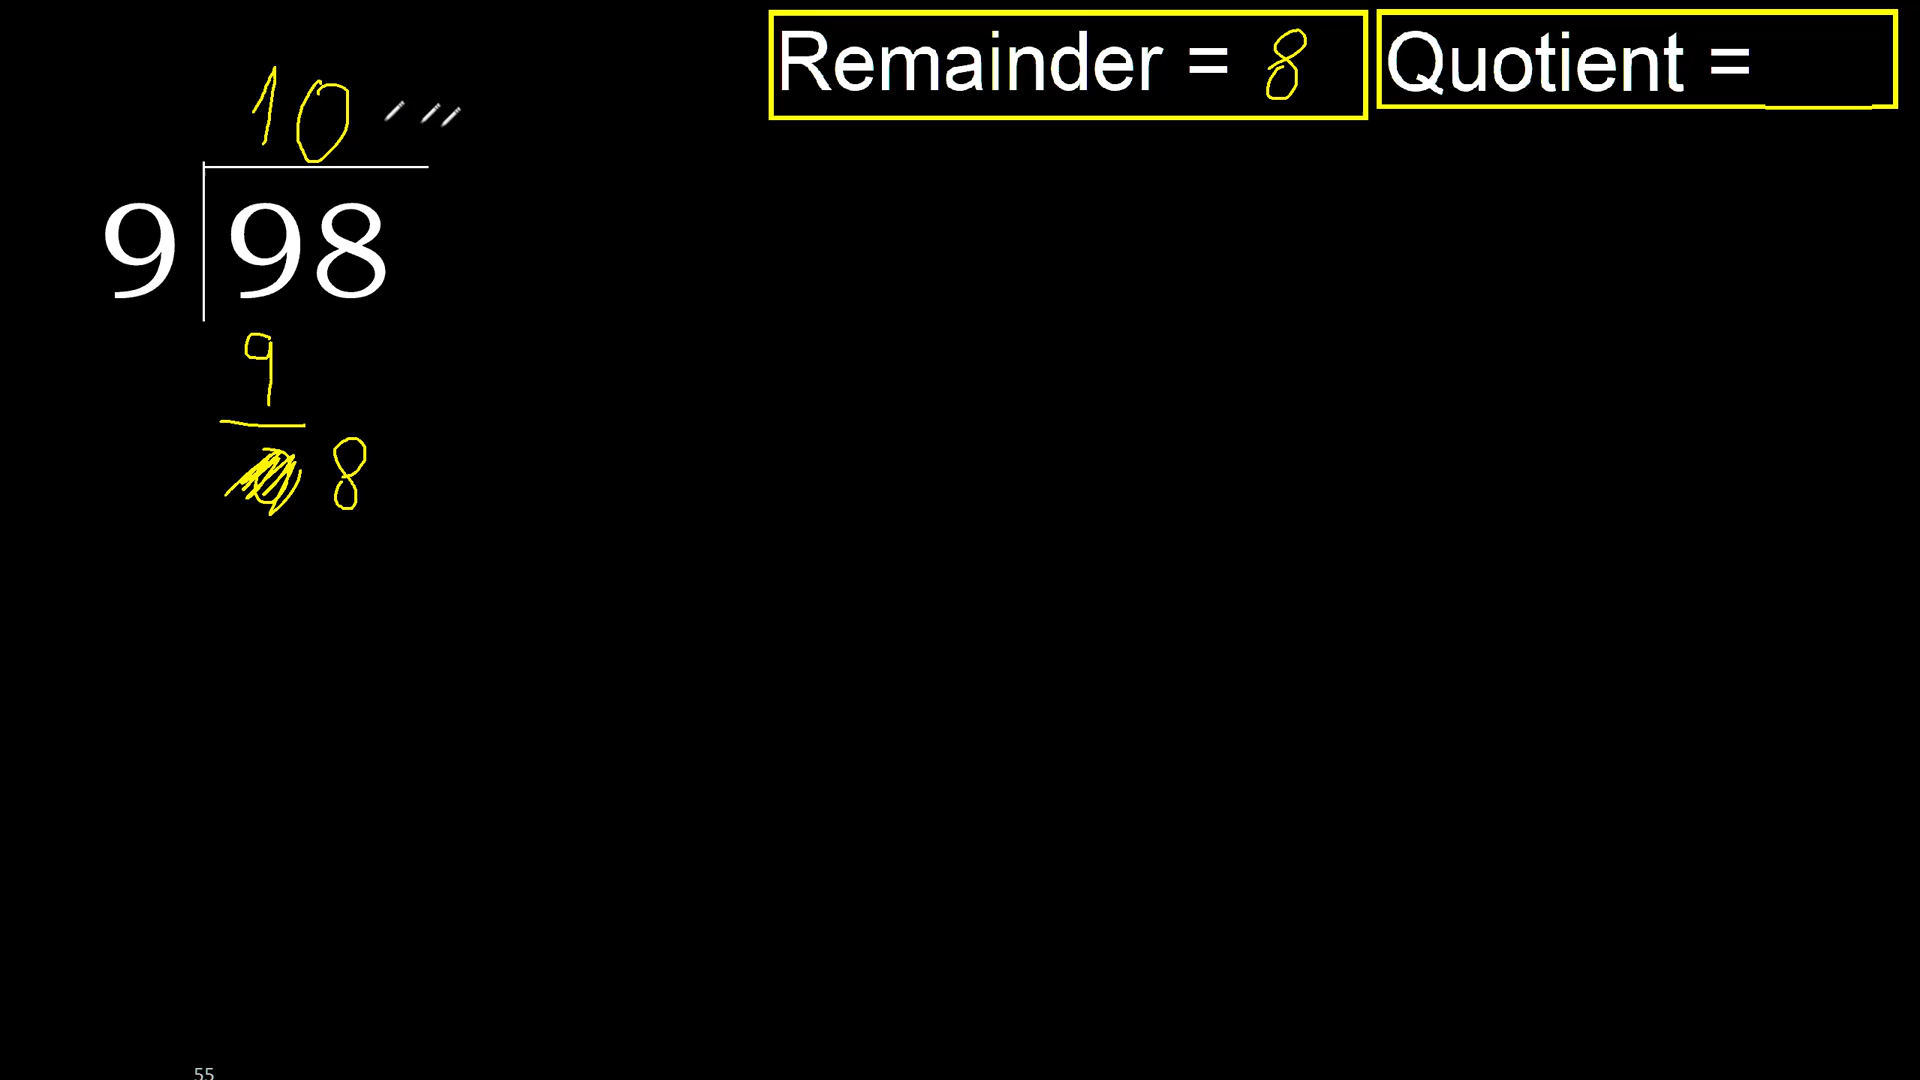 Remainder = 8
Quotient =
10
9 98
9
8
55